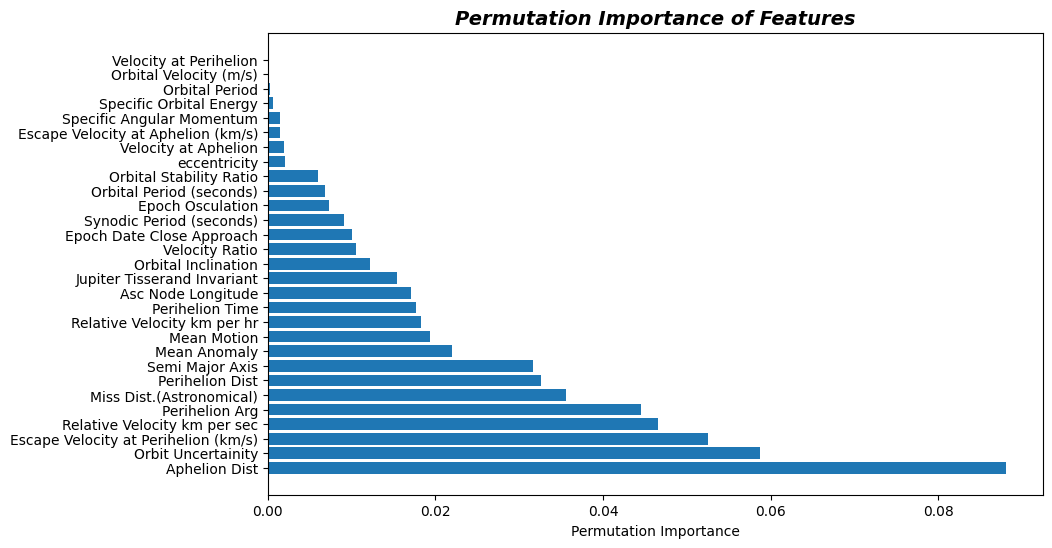 Permutation Importance of Features
Velocity at Perihelion
Orbital Velocity (m/s)
Orbital Period
Specific Orbital Energy
Specific Angular Momentum
Escape Velocity at Aphelion (km/s)
Velocity at Aphelion
eccentricity
Orbital Stability Ratio
Orbital Period (seconds)
Epoch Osculation
Synodic Period (seconds)
Epoch Date Close Approach
Velocity Ratio
Orbital Inclination
Jupiter Tisserand Invariant
Asc Node Longitude
Perihelion Time
Relative Velocity km per hr
Mean Motion
Mean Anomaly
Semi Major Axis
Perihelion Dist
Miss Dist.(Astronomical)
Perihelion Arg
Relative Velocity km per sec
Escape Velocity at Perihelion (km/s)
Orbit Uncertainity
Aphelion Dist
0.00 0.02 0.04 0.06 0.08
Permutation Importance